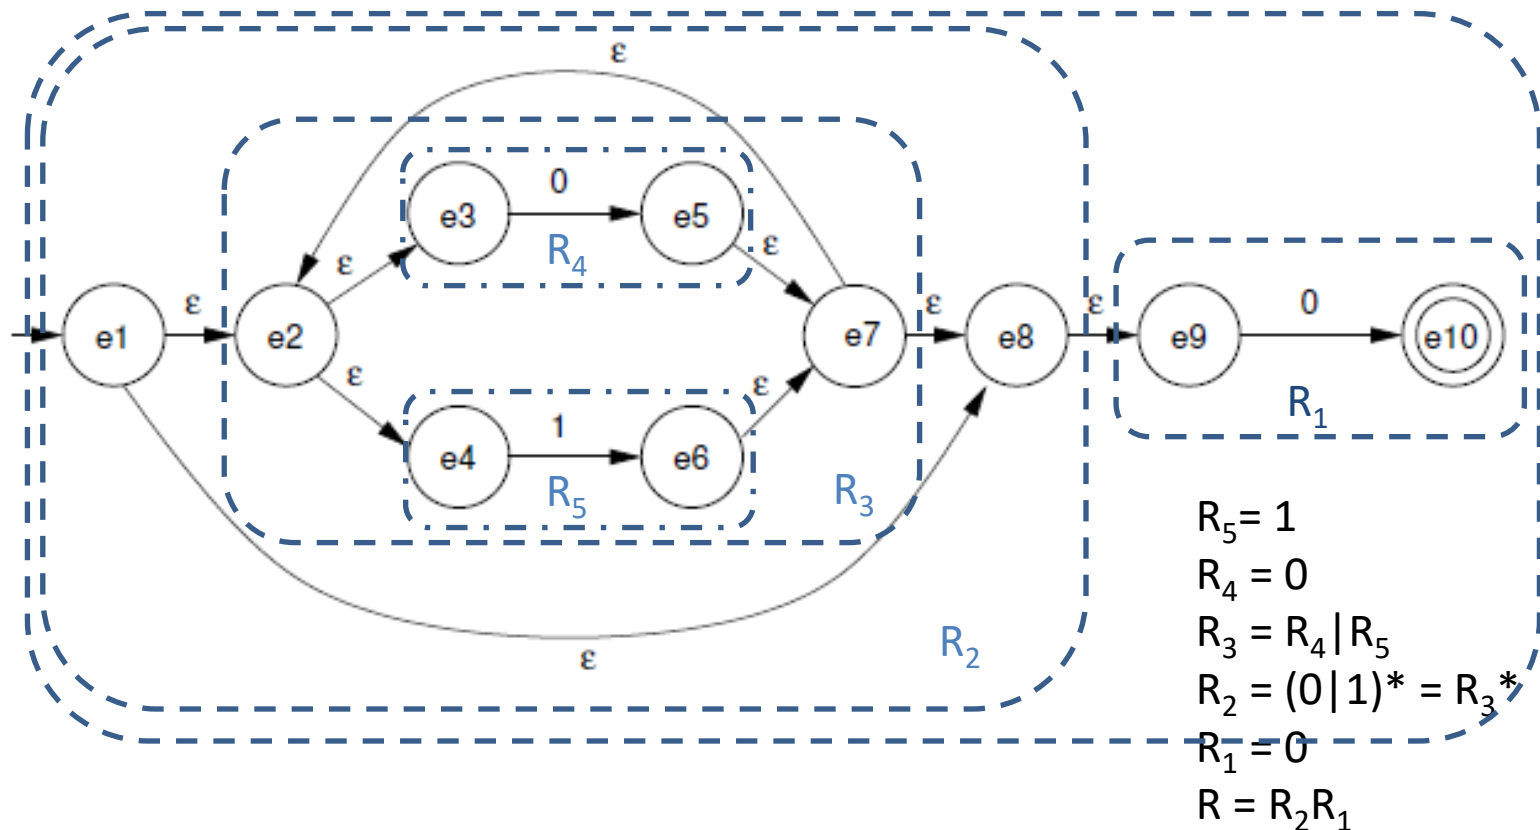 ε
0
e3
e5
R₄
ε
ε
ε
ε
ε
0
e1
e2
e7
e8
e9
e10
ε
ε
R₁
1
e4
e6
R₅
R₃
R₅= 1
R₄ = 0
R₃ = R₄|R₅
R₂
ε
R₂ = (0|1)* = R₃*
R₁ = 0
R = R₂R₁